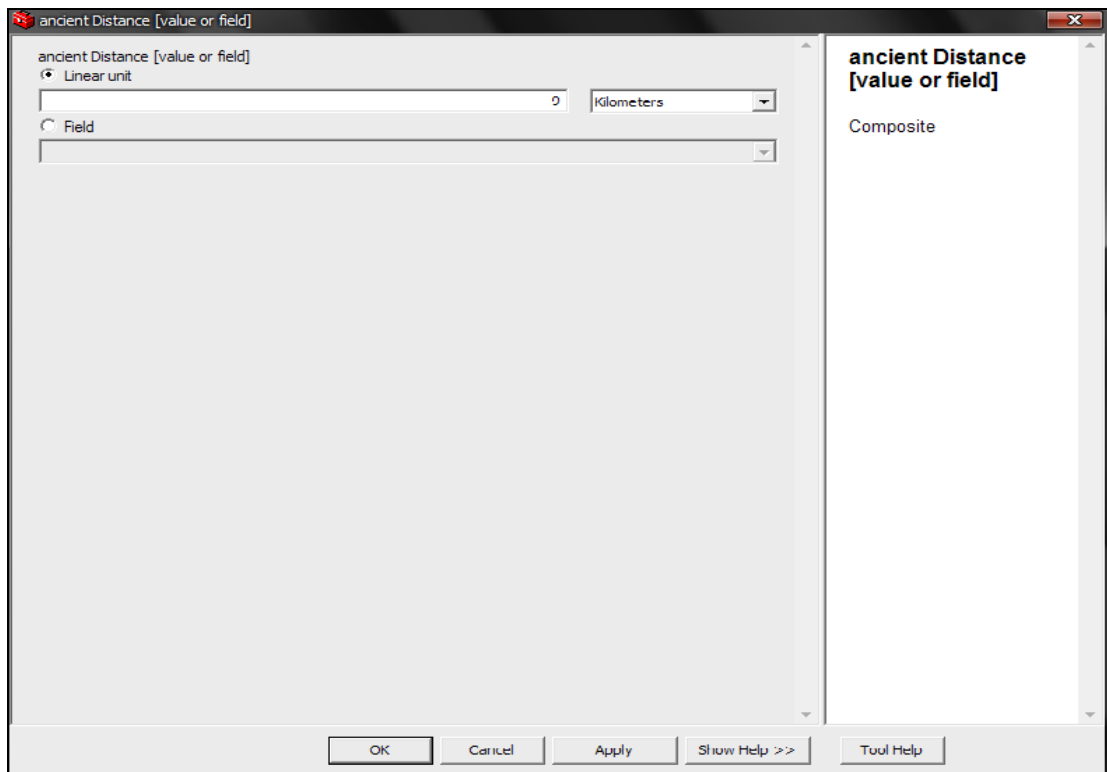 ancient Distance [value or field]
ancient Distance [value or field]
Linear unit
Kilometers
Field
ancient Distance
[value or field]
Composite
OK
Cancel
Apply
Show Help >>
Tool Help